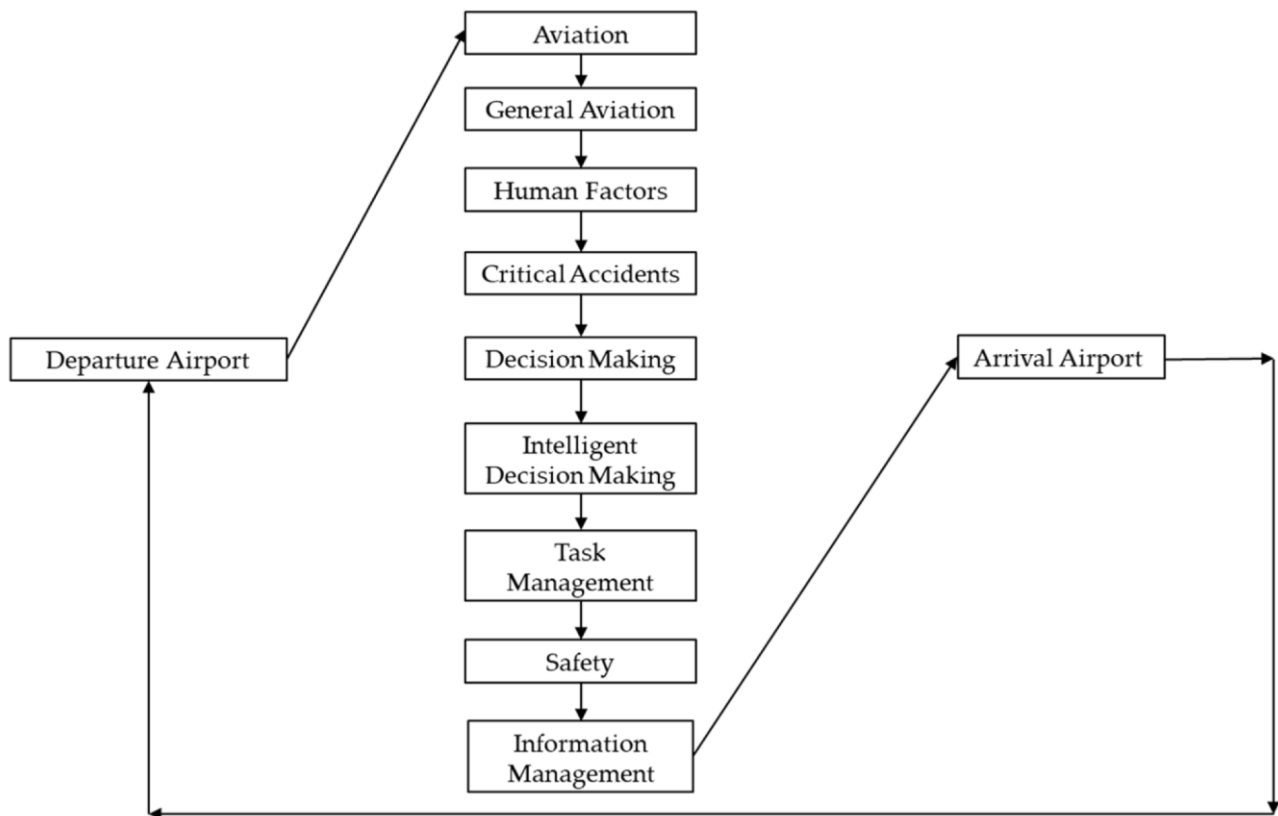 Aviation
General Aviation
Human Factors
Critical Accidents
Departure Airport
Decision Making
Arrival Airport
Intelligent
Decision Making
Task
Management
Safety
Information
Management